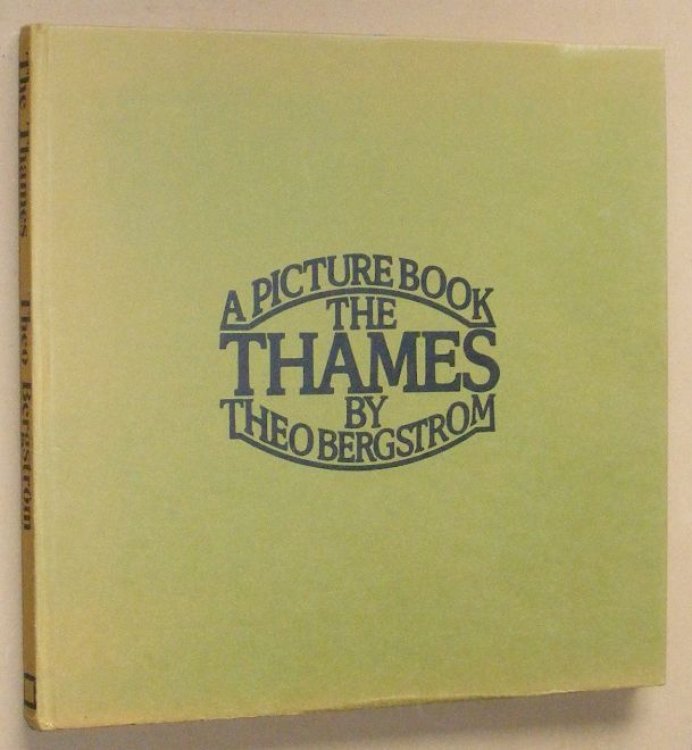 A PICTURE BOOK
THE
THAMES
BY
THEO BERGSTROM
The Thames Theo Bergstrom